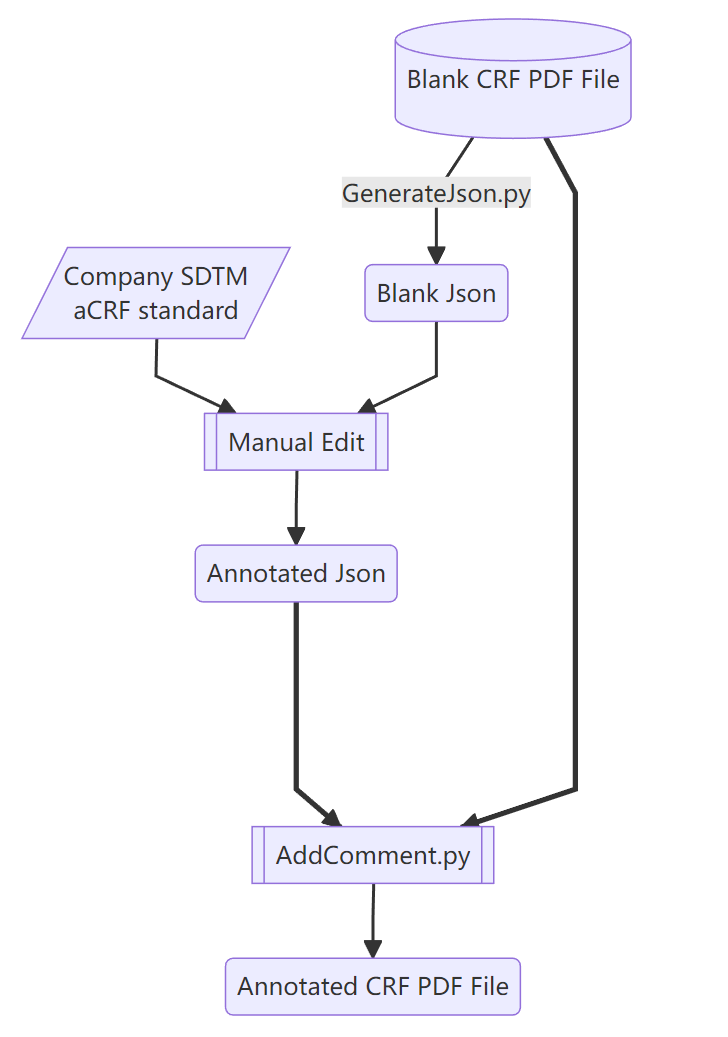 Blank CRF PDF File
GenerateJson.py
Company SDTM
aCRF standard
Blank Json
Manual Edit
Annotated Json
AddComment.py
Annotated CRF PDF File